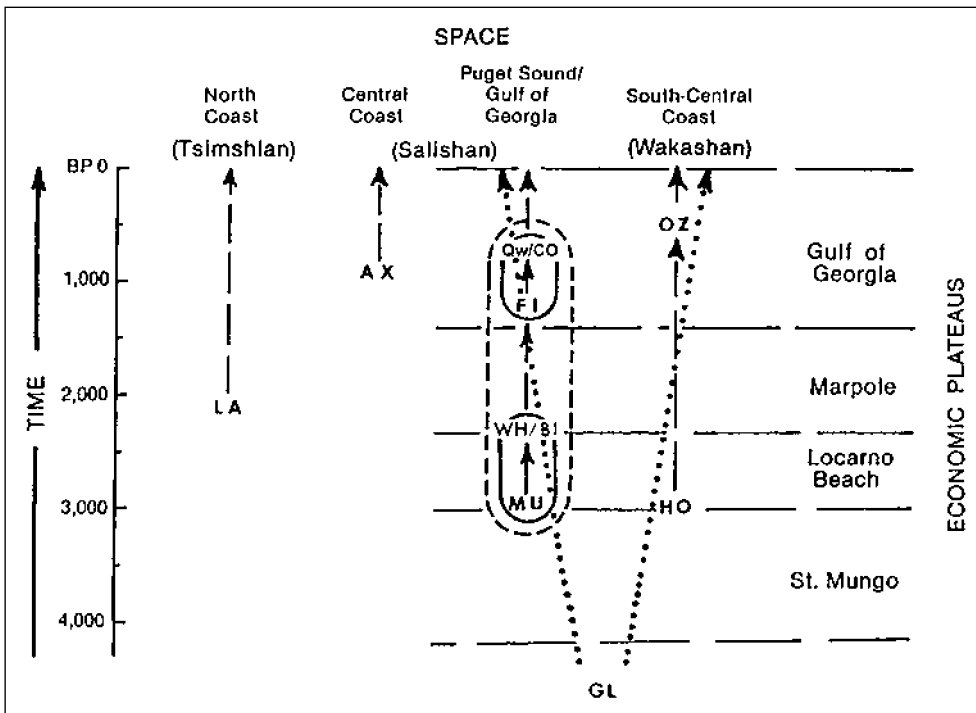 SPACE
North
Coast
(Tsimshian)
Central
Coast
(Salishan)
Puget Sound/
Gulf of
Georgia
South-Central
Coast
(Wakashan)
BP 0
1,000
2,000
3,000
4,000
TIME
LA
AX
Qw/CO
FI
WH/BI
MU
OZ
HO
GL
Gulf of
Georgia
Marpole
Locarno
Beach
St. Mungo
ECONOMIC PLATEAUS